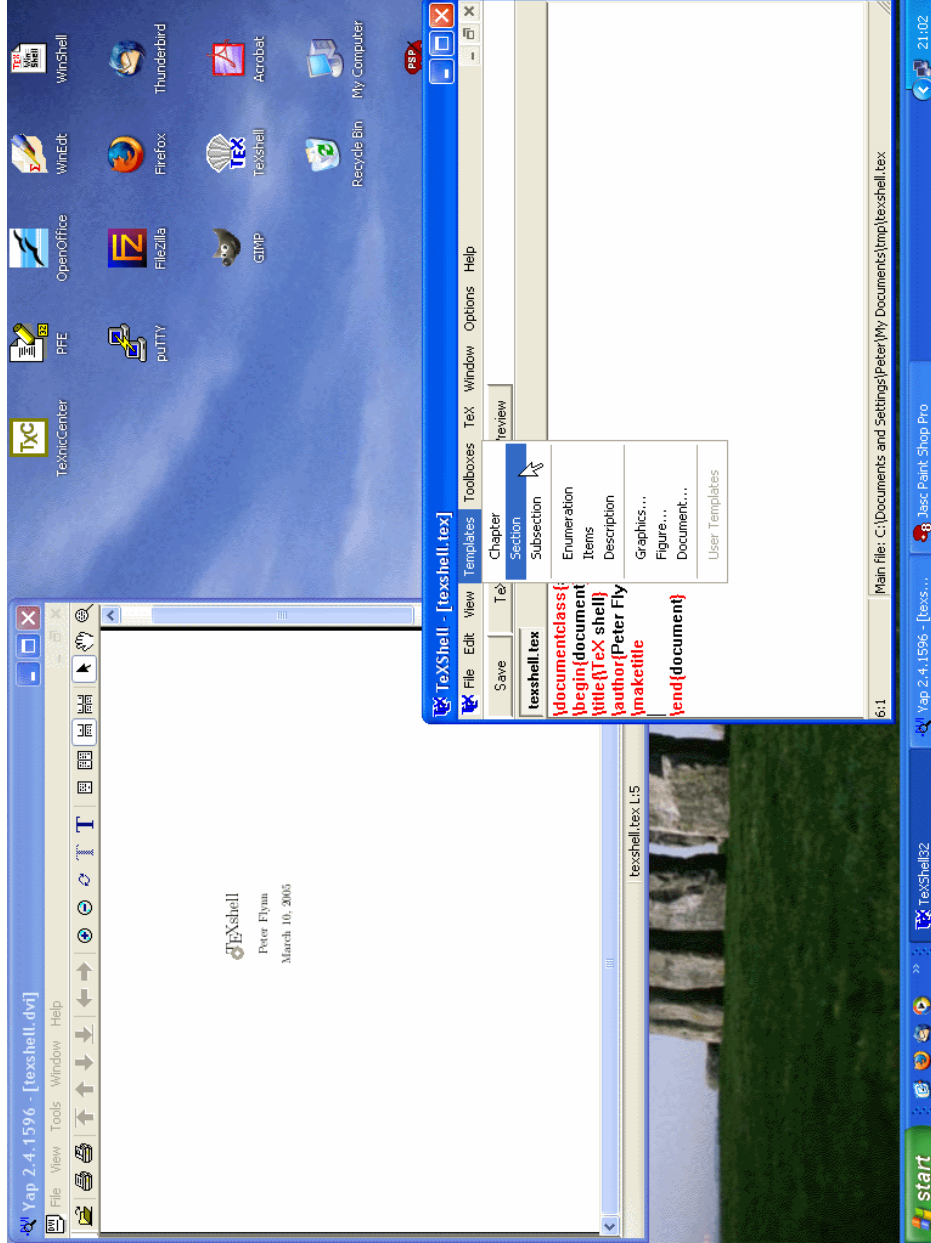 Yap 2.4.1596 - [texshell.dvi]
File View Tools Window Help
TEXshell
Peter Flynn
March 10, 2005
texshell.tex L:5
TeXnicCenter
PFE
OpenOffice
WinEdt
WinShell
puTTY
FileZilla
Firefox
Thunderbird
GIMP
TeXshell
Acrobat
Recycle Bin
My Computer
PSP
TeXShell - [texshell.tex]
File Edit View Templates Toolboxes TeX Window Options Help
Save
texshell.tex
\documentclass{
\begin{document
\title{\TeX shell}
\author{Peter Fly
\maketitle
\end{document}
Chapter
Section
Subsection
Enumeration
Items
Description
Graphics...
Figure...
Document...
User Templates
6:1 Main file: C:\Documents and Settings\Peter\My Documents\tmp\texshell.tex
start
TeXShell32
Yap 2.4.1596 - [texs...
Jasc Paint Shop Pro
21:02